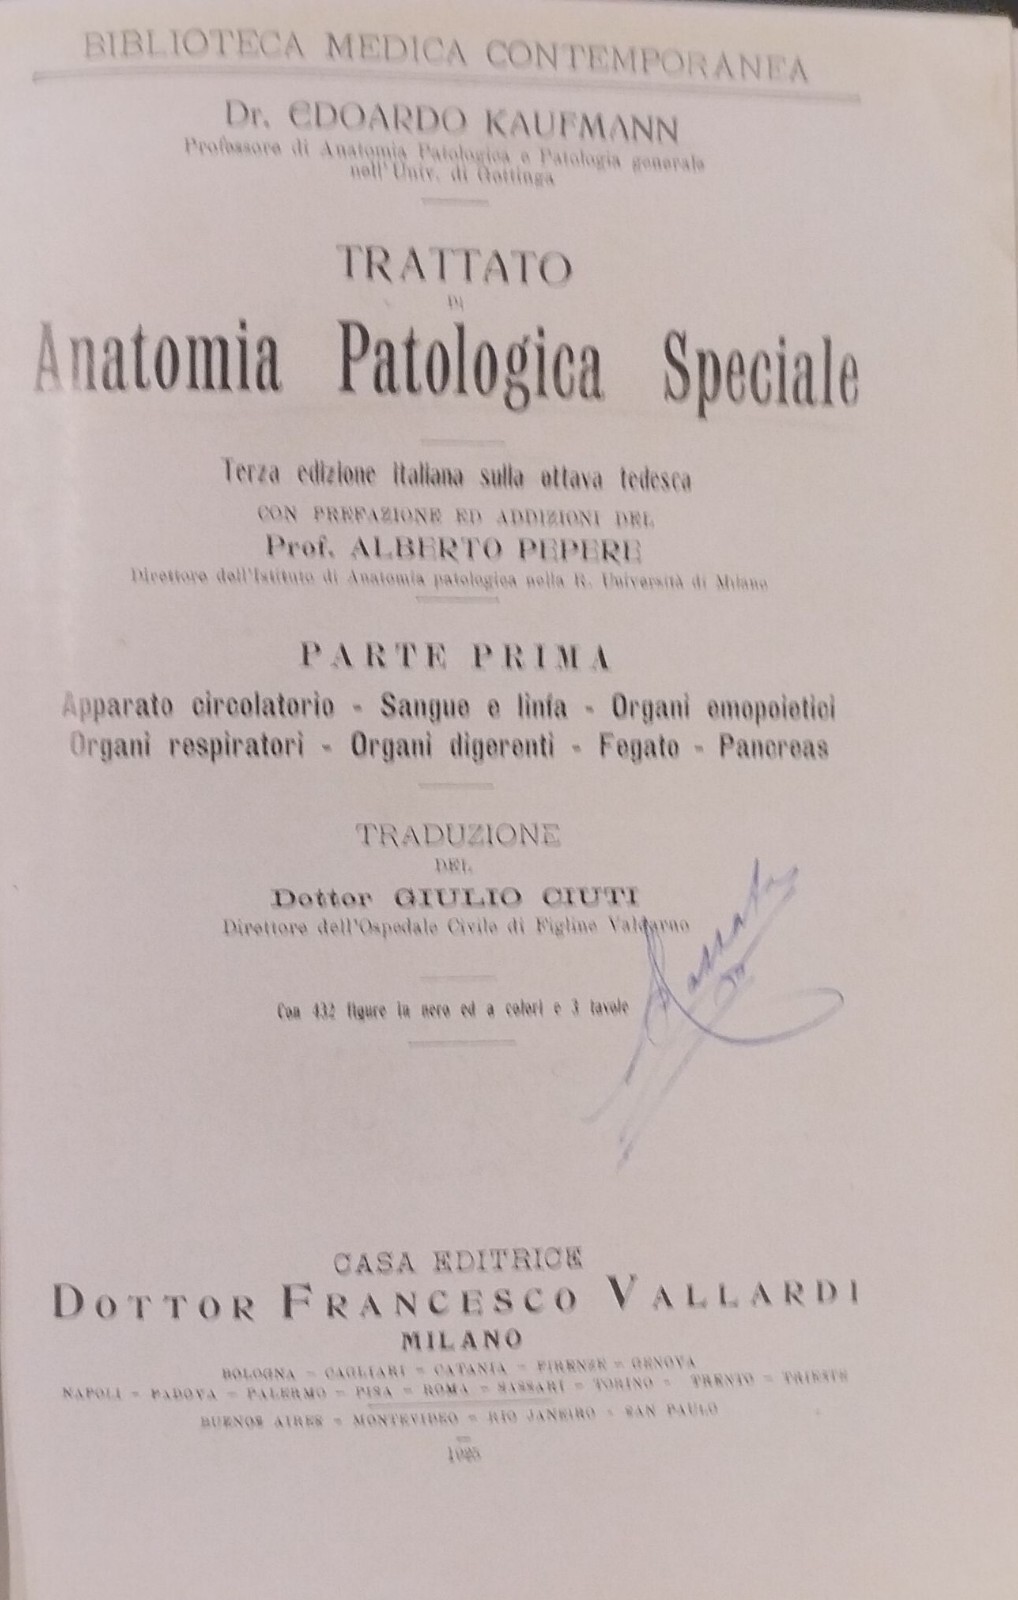 BIBLIOTECA MEDICA CONTEMPORANEA
Dr. EDOARDO KAUFMANN
Professore di Anatomia Patologica e Patologia generale
nell'Univ. di Gottinga
TRATTATO
DI
Anatomia Patologica Speciale
Terza edizione italiana sulla ottava tedesca
CON PREFAZIONE ED ADDIZIONI DEL
Prof. ALBERTO PEPERE
Direttore dell'Istituto di Anatomia patologica nella R. Università di Milano
PARTE PRIMA
Apparato circolatorio - Sangue e linfa - Organi emopoietici
Organi respiratori - Organi digerenti - Fegato - Pancreas
TRADUZIONE
DEL
Dottor GIULIO CIUTI
Direttore dell'Ospedale Civile di Figline Valdarno
Con 432 figure in nero ed a colori e 3 tavole
CASA EDITRICE
DOTTOR FRANCESCO VALLARDI
MILANO
BOLOGNA = CAGLIARI = CATANIA = FIRENZE = GENOVA
NAPOLI = PADOVA = PALERMO = PISA = ROMA = SASSARI = TORINO = TRENTO = TRIESTE
BUENOS AIRES = MONTEVIDEO = RIO JANEIRO - SAN PAULO
1925